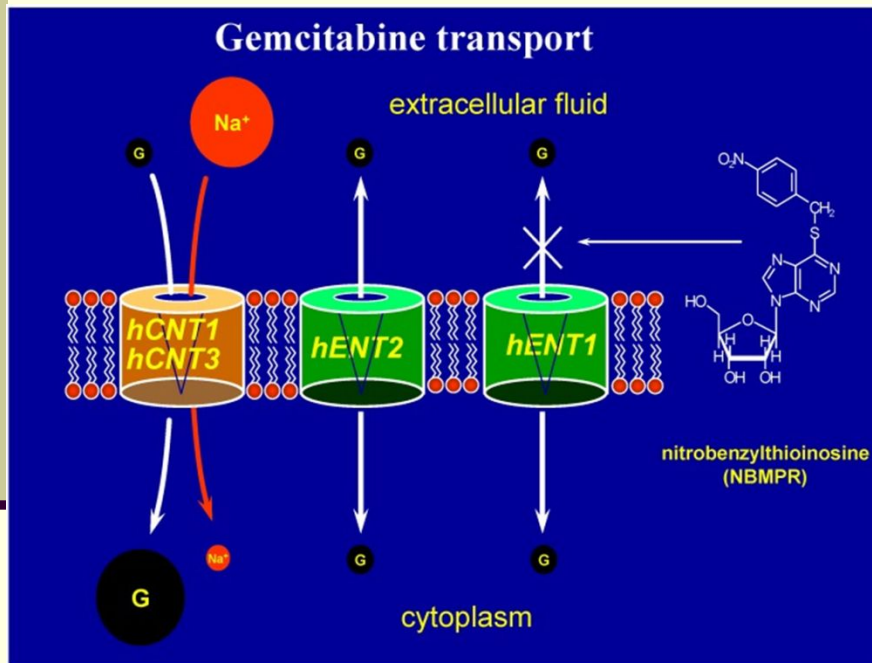 Gemcitabine transport
extracellular fluid
G
Na⁺
G
G
O₂N
CH₂
S
N
N
N
N
HO
O
H
H
H
H
OH
OH
hCNT1
hCNT3
hENT2
hENT1
nitrobenzylthioinosine
(NBMPR)
G
Na⁺
G
G
cytoplasm